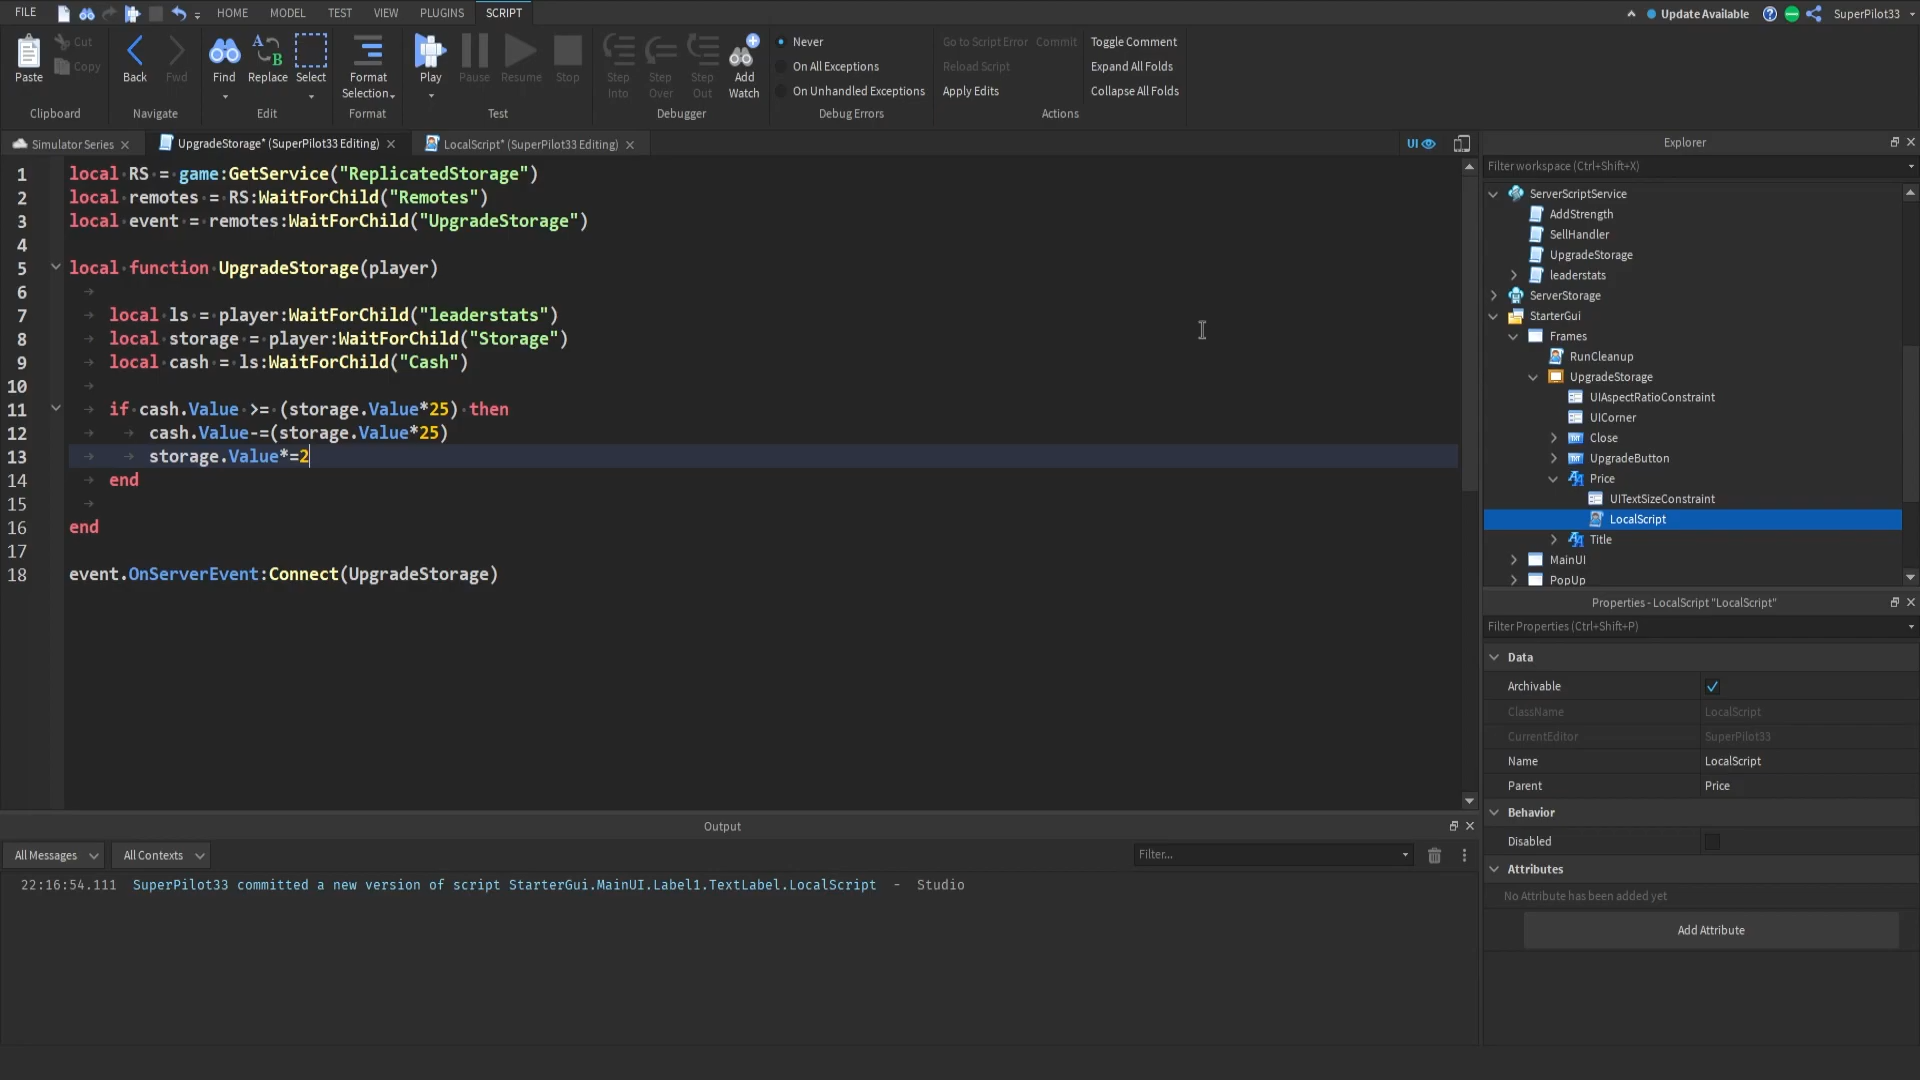 FILE HOME MODEL TEST VIEW PLUGINS SCRIPT Update Available SuperPilot33
Paste Cut Copy Back Fwd Find Replace Select Format Selection Play Pause Resume Stop Step Into Step Over Step Out Add Watch
Never Go to Script Error Commit Toggle Comment
On All Exceptions Reload Script Expand All Folds
On Unhandled Exceptions Apply Edits Collapse All Folds
Clipboard Navigate Edit Format Test Debugger Debug Errors Actions
Simulator Series UpgradeStorage* (SuperPilot33 Editing) LocalScript* (SuperPilot33 Editing) UI
1 local RS = game:GetService("ReplicatedStorage")
2 local remotes = RS:WaitForChild("Remotes")
3 local event = remotes:WaitForChild("UpgradeStorage")
4
5 local function UpgradeStorage(player)
6
7 local ls = player:WaitForChild("leaderstats")
8 local storage = player:WaitForChild("Storage")
9 local cash = ls:WaitForChild("Cash")
10
11 if cash.Value >= (storage.Value*25) then
12 cash.Value-=(storage.Value*25)
13 storage.Value*=2
14 end
15
16 end
17
18 event.OnServerEvent:Connect(UpgradeStorage)
Output
All Messages All Contexts Filter...
22:16:54.111 SuperPilot33 committed a new version of script StarterGui.MainUI.Label1.TextLabel.LocalScript - Studio
Explorer
Filter workspace (Ctrl+Shift+X)
ServerScriptService
AddStrength
SellHandler
UpgradeStorage
leaderstats
ServerStorage
StarterGui
Frames
RunCleanup
UpgradeStorage
UIAspectRatioConstraint
UICorner
Close
UpgradeButton
Price
UITextSizeConstraint
LocalScript
Title
MainUI
PopUp
Properties - LocalScript "LocalScript"
Filter Properties (Ctrl+Shift+P)
Data
Archivable
ClassName LocalScript
CurrentEditor SuperPilot33
Name LocalScript
Parent Price
Behavior
Disabled
Attributes
No Attribute has been added yet
Add Attribute